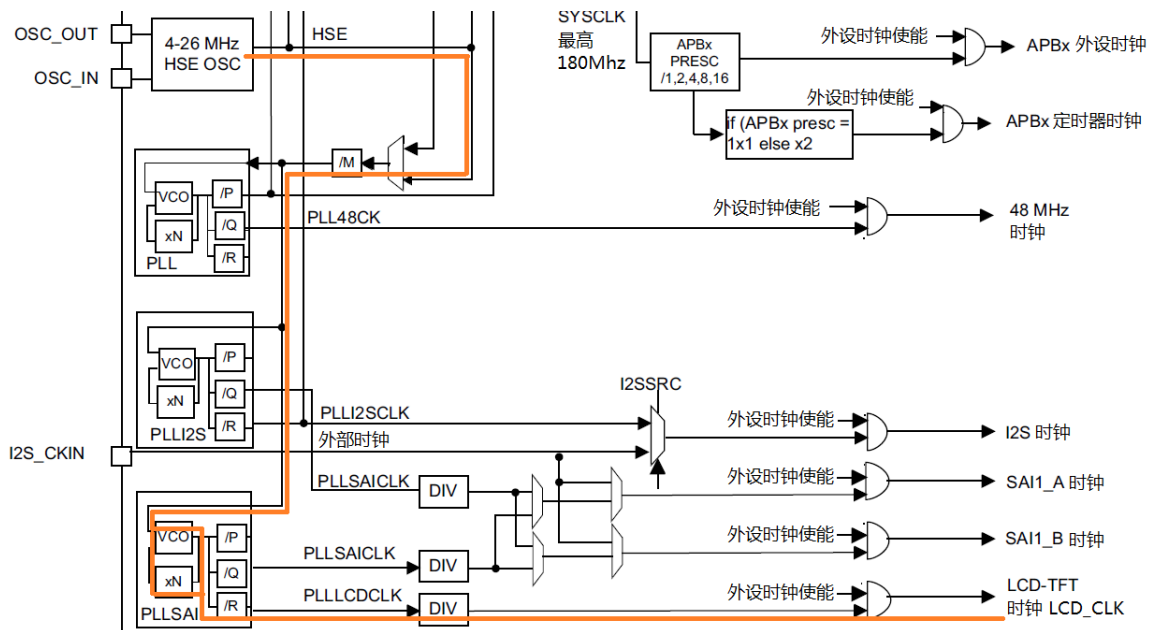 OSC_OUT
OSC_IN
4-26 MHz
HSE OSC
HSE
SYSCLK
最高
180Mhz
APBx
PRESC
/1,2,4,8,16
外设时钟使能
APBx 外设时钟
外设时钟使能
if (APBx presc =
1x1 else x2
APBx 定时器时钟
/M
VCO
xN
/P
/Q
/R
PLL
PLL48CK
外设时钟使能
48 MHz
时钟
VCO
xN
/P
/Q
/R
PLLI2S
PLLI2SCLK
外部时钟
I2SSRC
外设时钟使能
I2S 时钟
I2S_CKIN
PLLSAICLK
DIV
外设时钟使能
SAI1_A 时钟
VCO
xN
/P
/Q
/R
PLLSAI
PLLSAICLK
DIV
外设时钟使能
SAI1_B 时钟
PLLLCDCLK
DIV
外设时钟使能
LCD-TFT
时钟 LCD_CLK